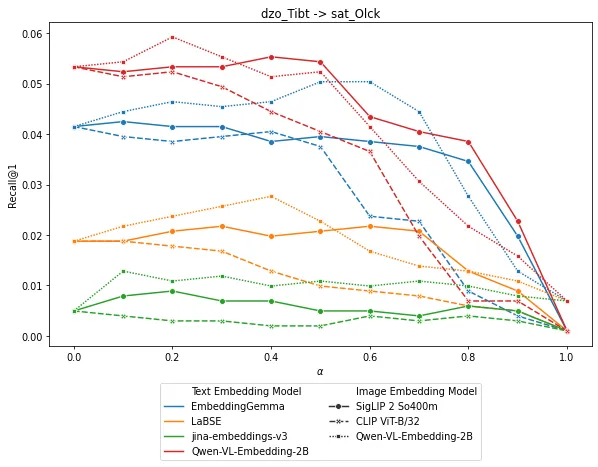 dzo_Tibt -> sat_Olck
0.06
0.05
0.04
0.03
0.02
0.01
0.00
Recall@1
0.0 0.2 0.4 0.6 0.8 1.0
α
Text Embedding Model Image Embedding Model
EmbeddingGemma SigLIP 2 So400m
LaBSE CLIP ViT-B/32
jina-embeddings-v3 Qwen-VL-Embedding-2B
Qwen-VL-Embedding-2B